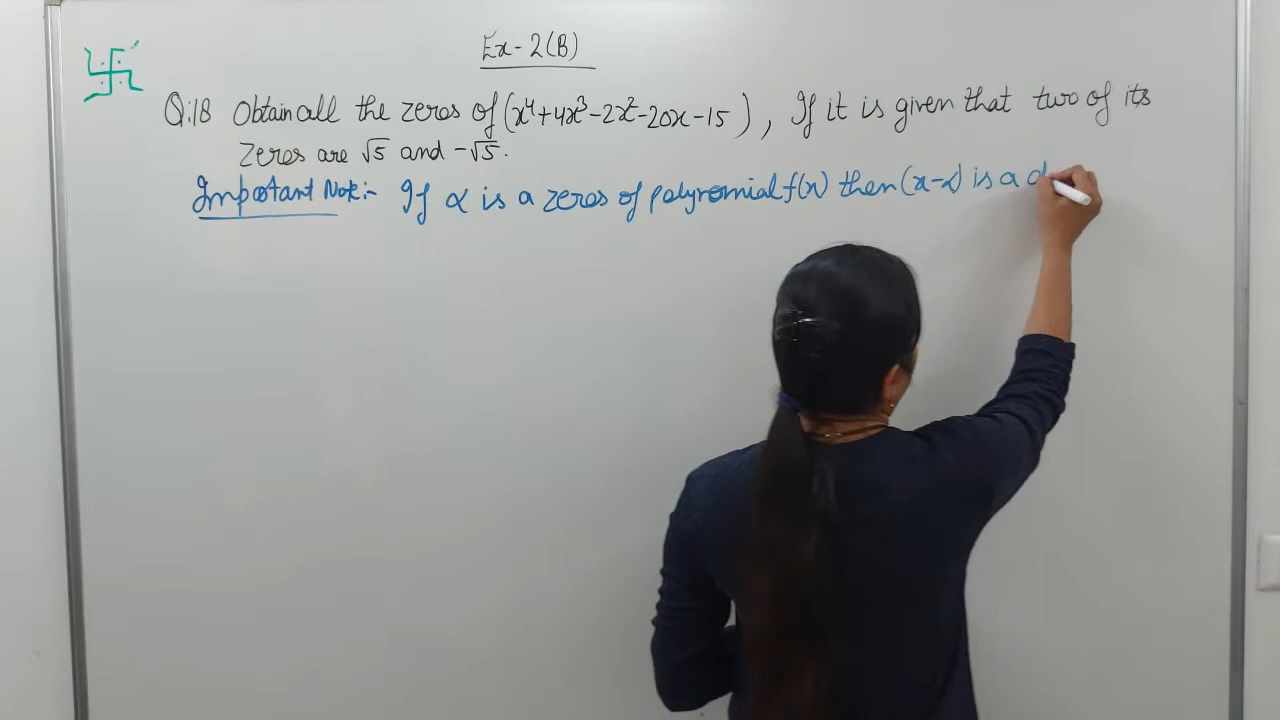 Ex-2(B)
Q.18 Obtain all the zeros of (x⁴+4x³-2x²-20x-15), If it is given that two of its
zeros are √5 and -√5.
Important Note:- If α is a zeros of polynomial f(x) then (x-α) is a